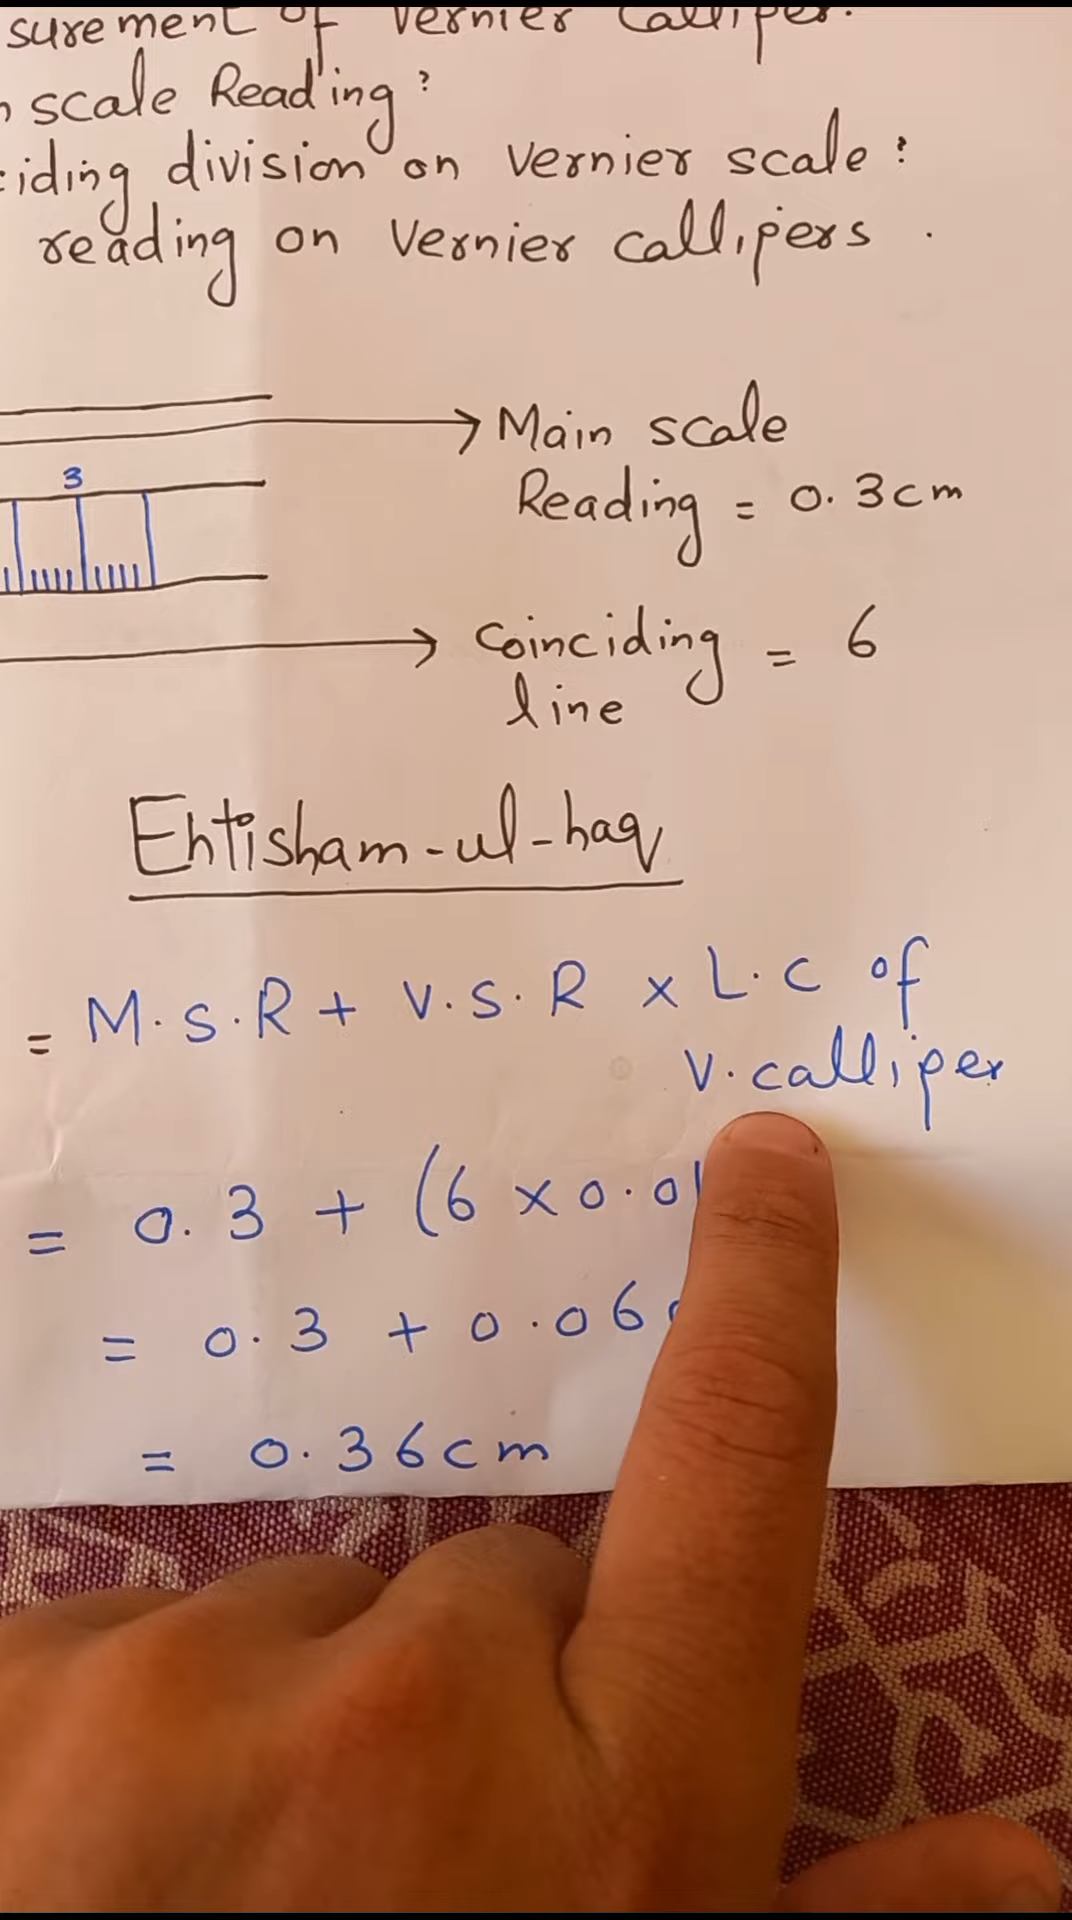 surement of Vernier Calliper.
scale Reading?
ciding division on Vernier scale?
reading on Vernier callipers .
3
Main scale
Reading = 0.3cm
Coinciding = 6
line
Ehtisham-ul-haq
= M.S.R + V.S.R × L.C of
V.calliper
= 0.3 + (6 × 0.01
= 0.3 + 0.06
= 0.36cm